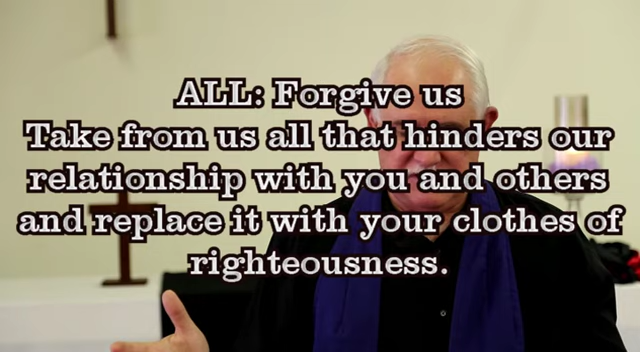 ALL: Forgive us
Take from us all that hinders our
relationship with you and others
and replace it with your clothes of
righteousness.